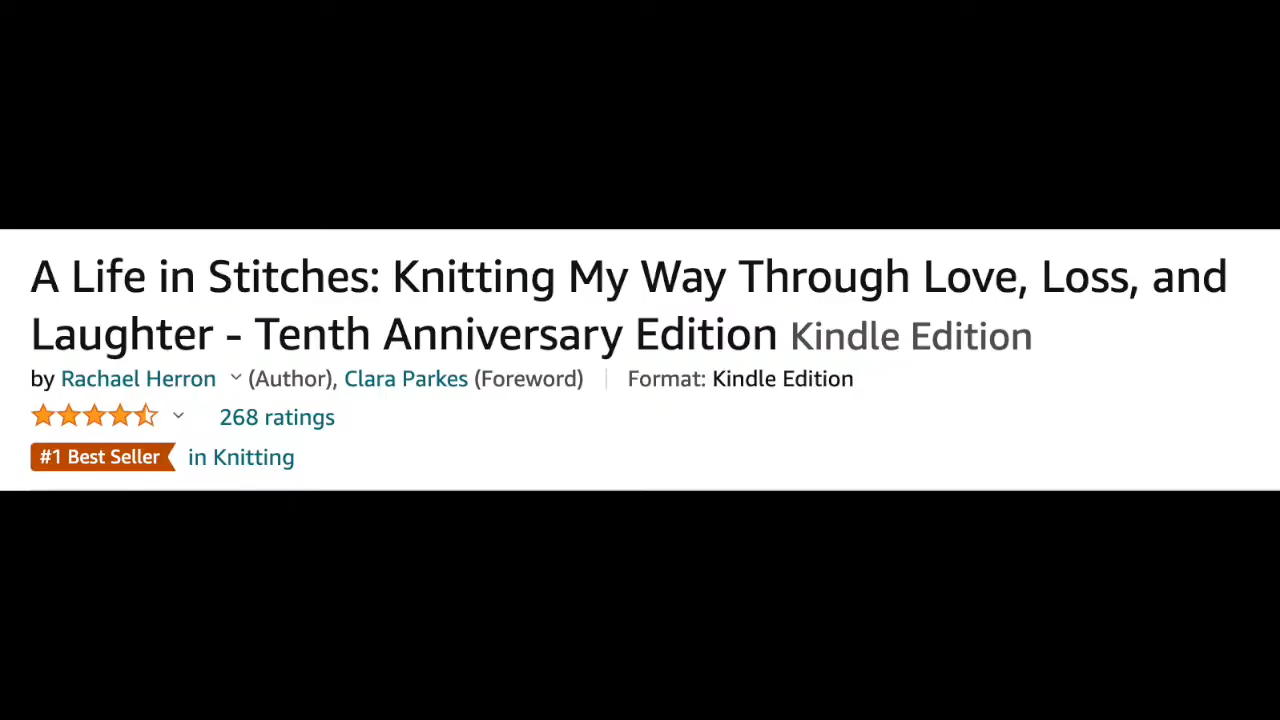 A Life in Stitches: Knitting My Way Through Love, Loss, and
Laughter - Tenth Anniversary Edition Kindle Edition
by Rachael Herron (Author), Clara Parkes (Foreword) | Format: Kindle Edition
268 ratings
#1 Best Seller in Knitting